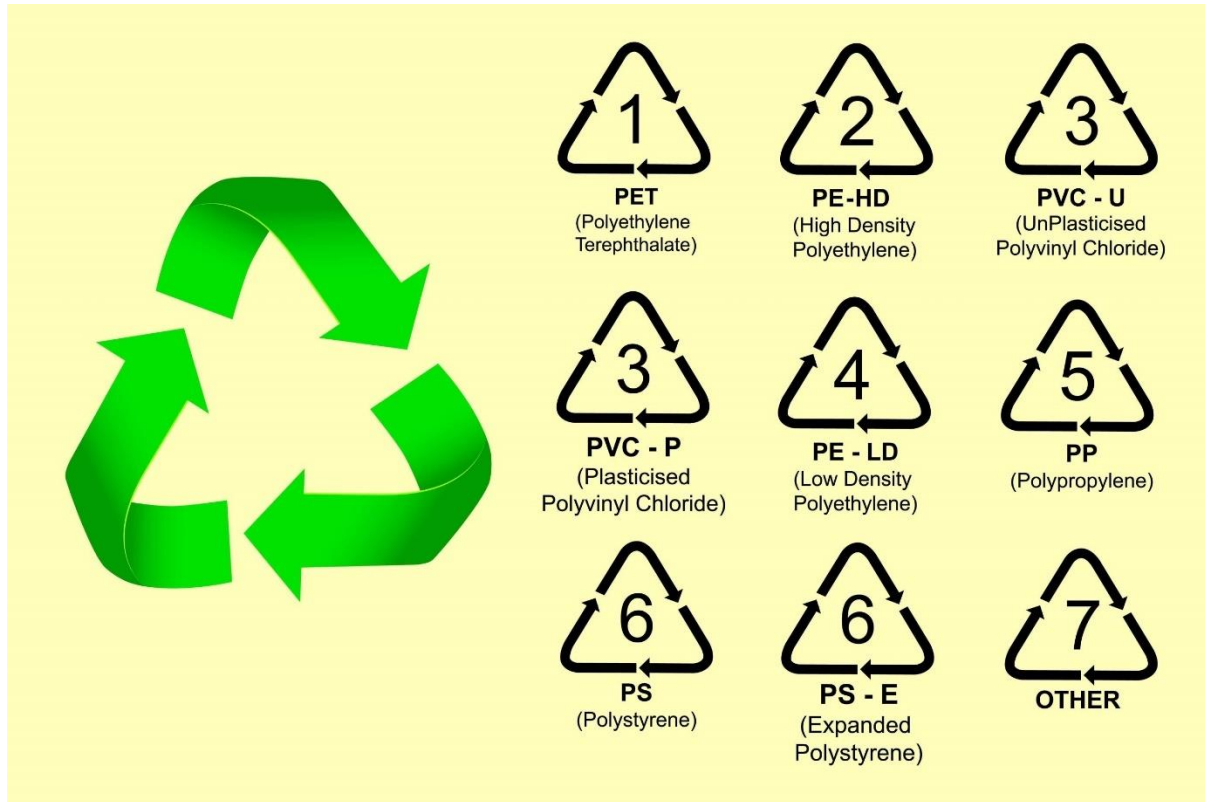 1
PET
(Polyethylene
Terephthalate)
2
PE-HD
(High Density
Polyethylene)
3
PVC - U
(UnPlasticised
Polyvinyl Chloride)
3
PVC - P
(Plasticised
Polyvinyl Chloride)
4
PE - LD
(Low Density
Polyethylene)
5
PP
(Polypropylene)
6
PS
(Polystyrene)
6
PS - E
(Expanded
Polystyrene)
7
OTHER